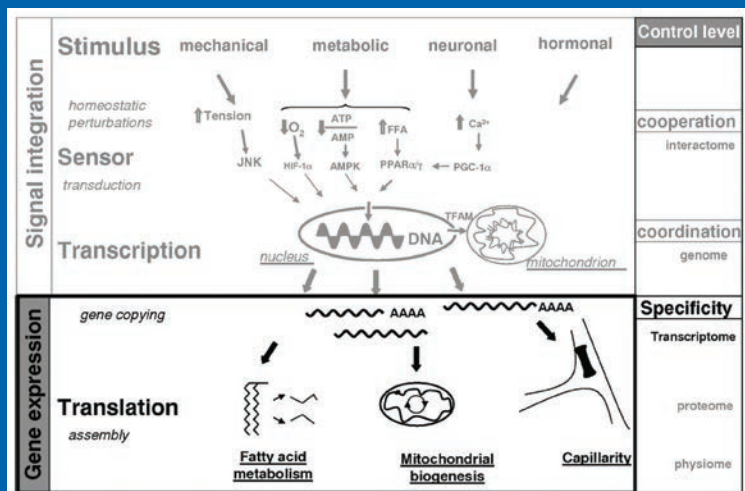 Control level
Stimulus
mechanical metabolic neuronal hormonal
Signal integration
homeostatic
perturbations
Tension
O2
ATP
AMP
FFA
Ca2+
cooperation
interactome
Sensor
transduction
JNK HIF-1α AMPK PPARα/γ PGC-1α
TFAM
DNA
coordination
genome
Transcription
nucleus
mitochondrion
Gene expression
gene copying
AAAA
AAAA
Specificity
Transcriptome
Translation
assembly
proteome
Fatty acid
metabolism
Mitochondrial
biogenesis
Capillarity
physiome